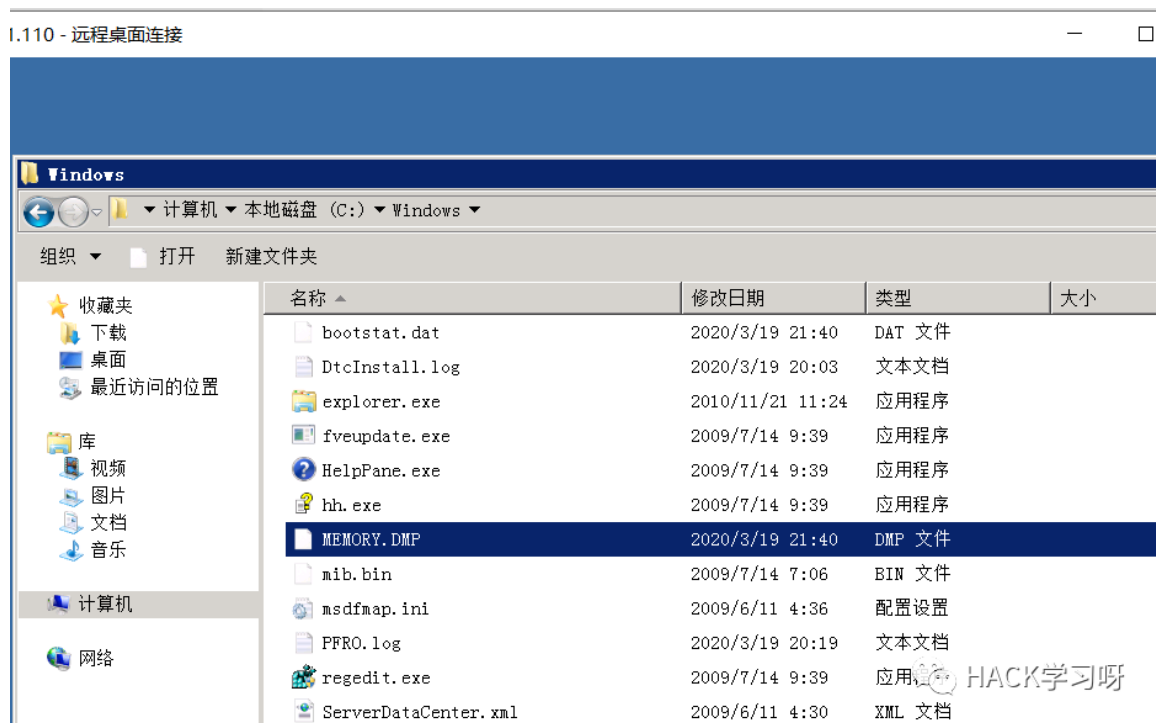 1.110 - 远程桌面连接
Windows
计算机 本地磁盘 (C:) Windows
组织 打开 新建文件夹
名称 修改日期 类型 大小
收藏夹
下载
桌面
最近访问的位置
库
视频
图片
文档
音乐
计算机
网络
bootstat.dat 2020/3/19 21:40 DAT 文件
DtcInstall.log 2020/3/19 20:03 文本文档
explorer.exe 2010/11/21 11:24 应用程序
fveupdate.exe 2009/7/14 9:39 应用程序
HelpPane.exe 2009/7/14 9:39 应用程序
hh.exe 2009/7/14 9:39 应用程序
MEMORY.DMP 2020/3/19 21:40 DMP 文件
mib.bin 2009/7/14 7:06 BIN 文件
msdfmap.ini 2009/6/11 4:36 配置设置
PFRO.log 2020/3/19 20:19 文本文档
regedit.exe 2009/7/14 9:39 应用程序
ServerDataCenter.xml 2009/6/11 4:30 XML 文档
HACK学习呀